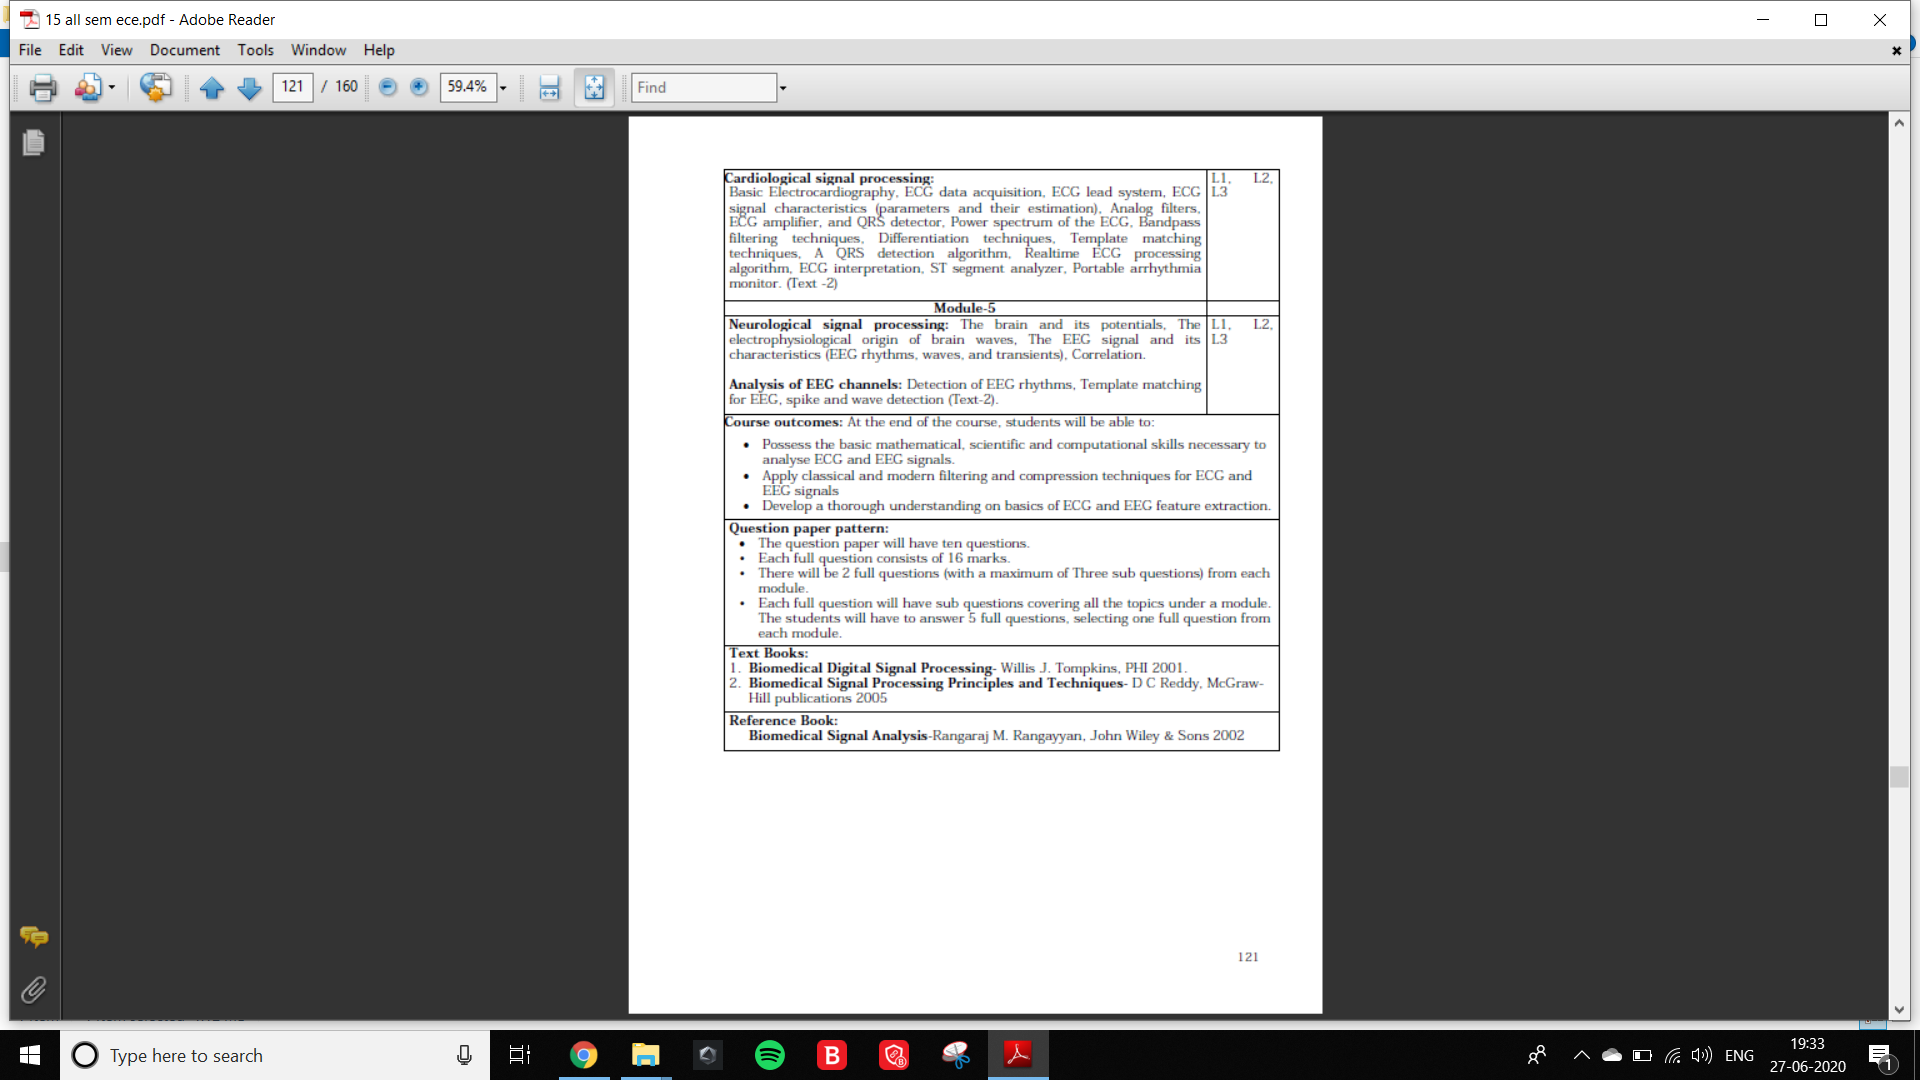 15 all sem ece.pdf - Adobe Reader
File Edit View Document Tools Window Help
121 / 160 59.4% Find
Cardiological signal processing: L1, L2,
Basic Electrocardiography, ECG data acquisition, ECG lead system, ECG L3
signal characteristics (parameters and their estimation), Analog filters,
ECG amplifier, and QRS detector, Power spectrum of the ECG, Bandpass
filtering techniques, Differentiation techniques, Template matching
techniques, A QRS detection algorithm, Realtime ECG processing
algorithm, ECG interpretation, ST segment analyzer, Portable arrhythmia
monitor. (Text -2)
Module-5
Neurological signal processing: The brain and its potentials, The L1, L2,
electrophysiological origin of brain waves, The EEG signal and its L3
characteristics (EEG rhythms, waves, and transients), Correlation.
Analysis of EEG channels: Detection of EEG rhythms, Template matching
for EEG, spike and wave detection (Text-2).
Course outcomes: At the end of the course, students will be able to:
• Possess the basic mathematical, scientific and computational skills necessary to
analyse ECG and EEG signals.
• Apply classical and modern filtering and compression techniques for ECG and
EEG signals
• Develop a thorough understanding on basics of ECG and EEG feature extraction.
Question paper pattern:
• The question paper will have ten questions.
• Each full question consists of 16 marks.
• There will be 2 full questions (with a maximum of Three sub questions) from each
module.
• Each full question will have sub questions covering all the topics under a module.
The students will have to answer 5 full questions, selecting one full question from
each module.
Text Books:
1. Biomedical Digital Signal Processing- Willis J. Tompkins, PHI 2001.
2. Biomedical Signal Processing Principles and Techniques- D C Reddy, McGraw-
Hill publications 2005
Reference Book:
Biomedical Signal Analysis-Rangaraj M. Rangayyan, John Wiley & Sons 2002
121
Type here to search
B
B
ENG
19:33
27-06-2020
1